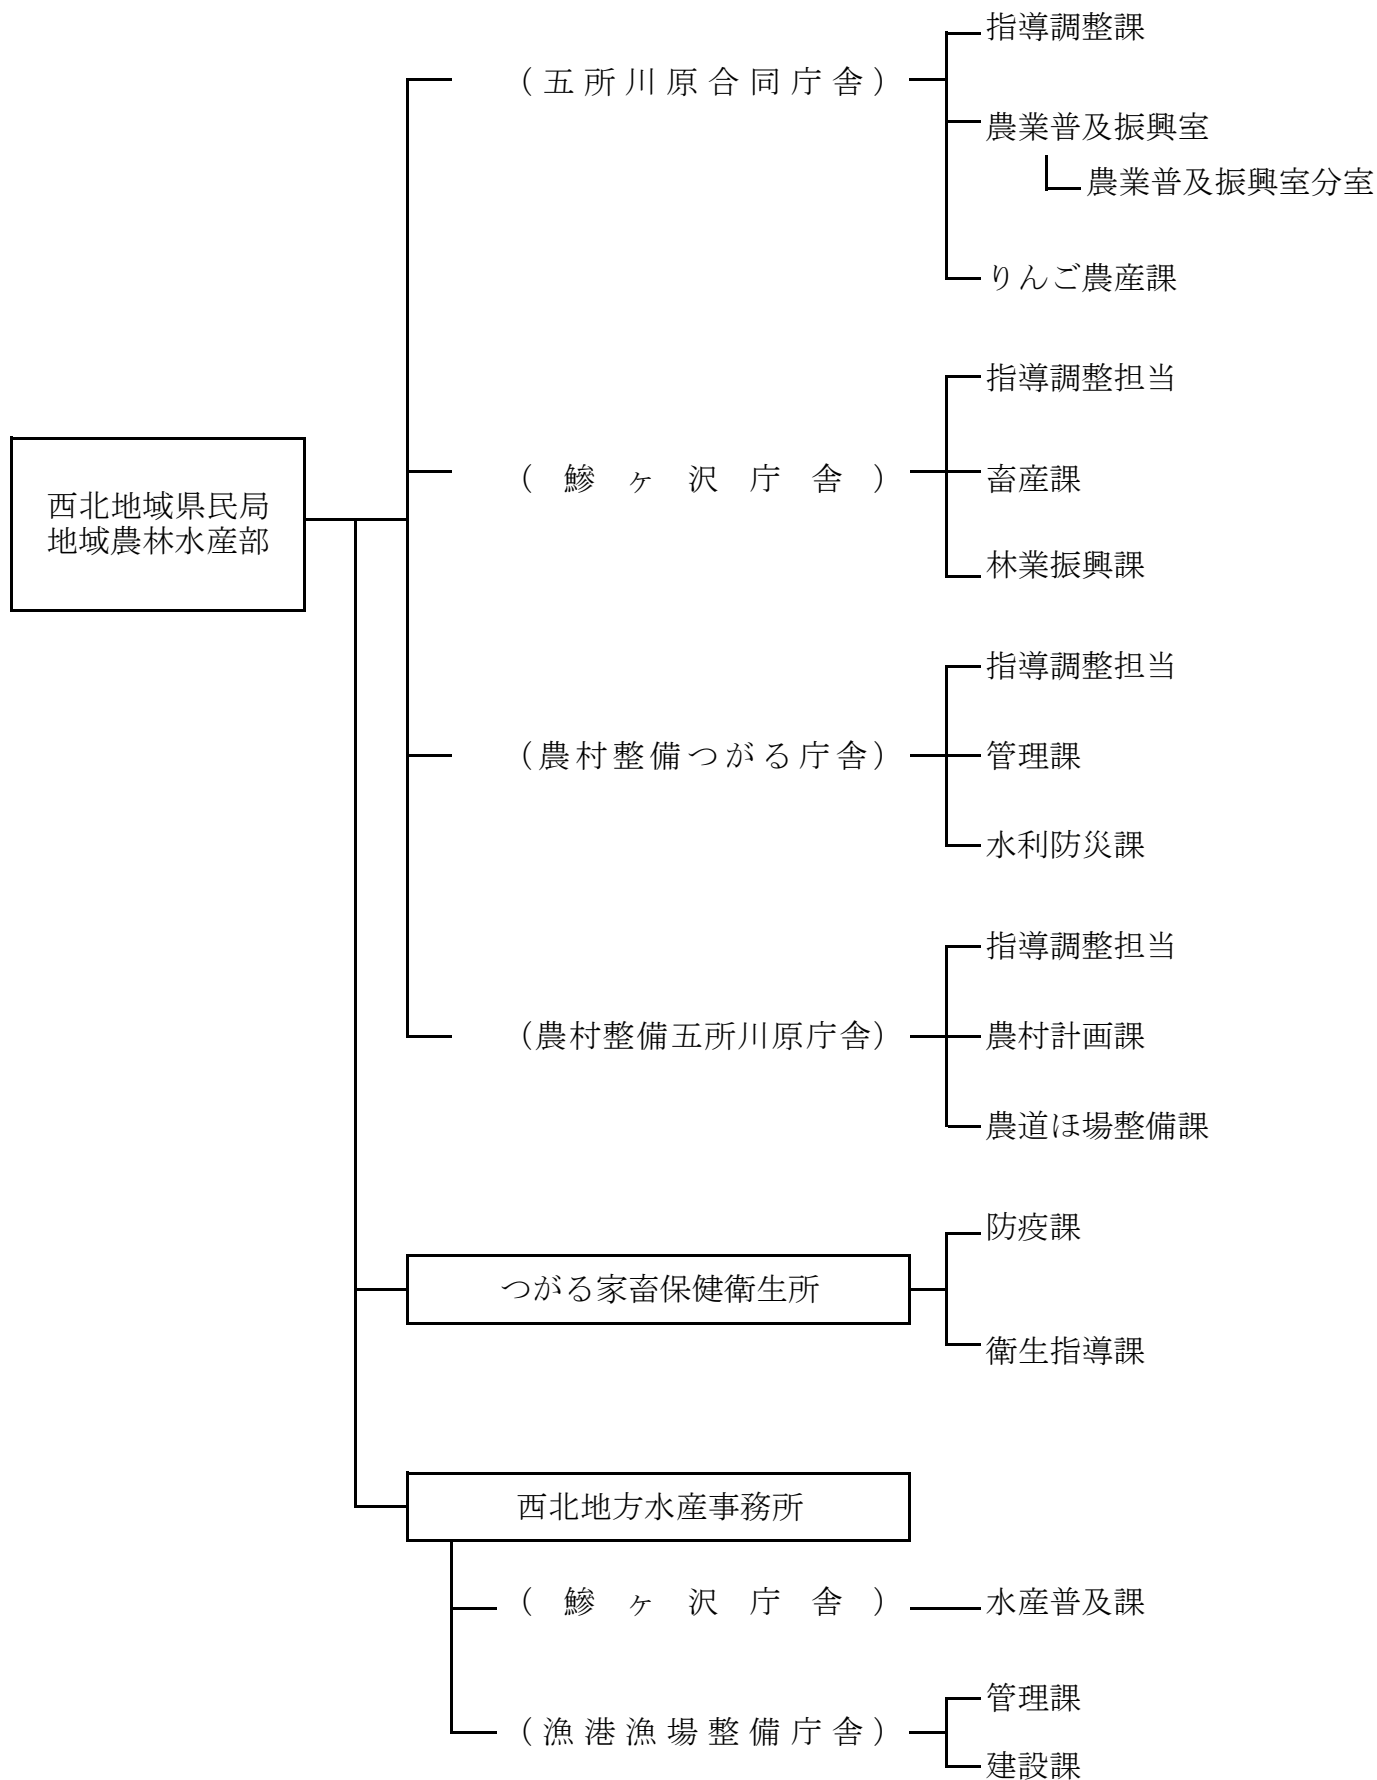 指導調整課
（五所川原合同庁舎）
農業普及振興室
農業普及振興室分室
りんご農産課
指導調整担当
（鰺ヶ沢庁舎）
畜産課
林業振興課
西北地域県民局
地域農林水産部
指導調整担当
（農村整備つがる庁舎）
管理課
水利防災課
指導調整担当
（農村整備五所川原庁舎）
農村計画課
農道ほ場整備課
防疫課
つがる家畜保健衛生所
衛生指導課
西北地方水産事務所
（鰺ヶ沢庁舎）
水産普及課
管理課
（漁港漁場整備庁舎）
建設課